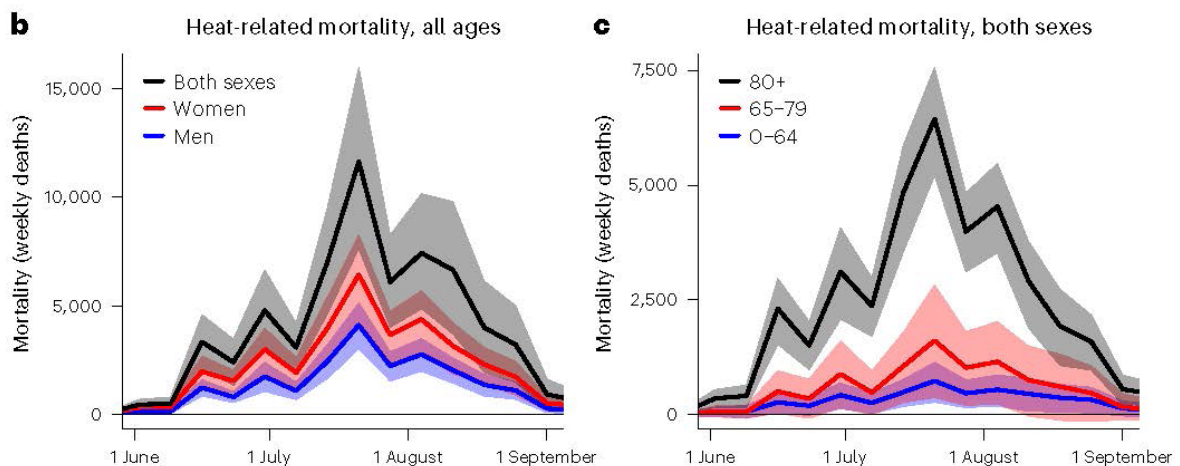 b Heat-related mortality, all ages
Mortality (weekly deaths)
15,000
10,000
5,000
0
Both sexes
Women
Men
1 June 1 July 1 August 1 September
c Heat-related mortality, both sexes
Mortality (weekly deaths)
7,500
5,000
2,500
0
80+
65–79
0–64
1 June 1 July 1 August 1 September